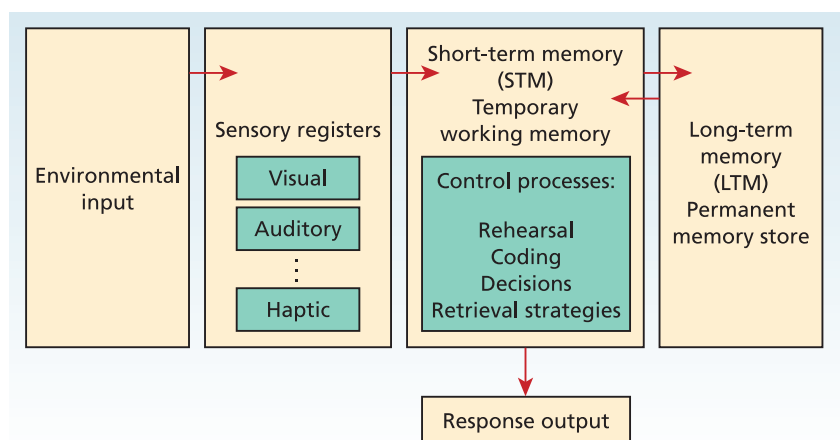 Environmental
input
Sensory registers
Visual
Auditory
⋮
Haptic
Short-term memory
(STM)
Temporary
working memory
Control processes:
Rehearsal
Coding
Decisions
Retrieval strategies
Long-term
memory
(LTM)
Permanent
memory store
Response output